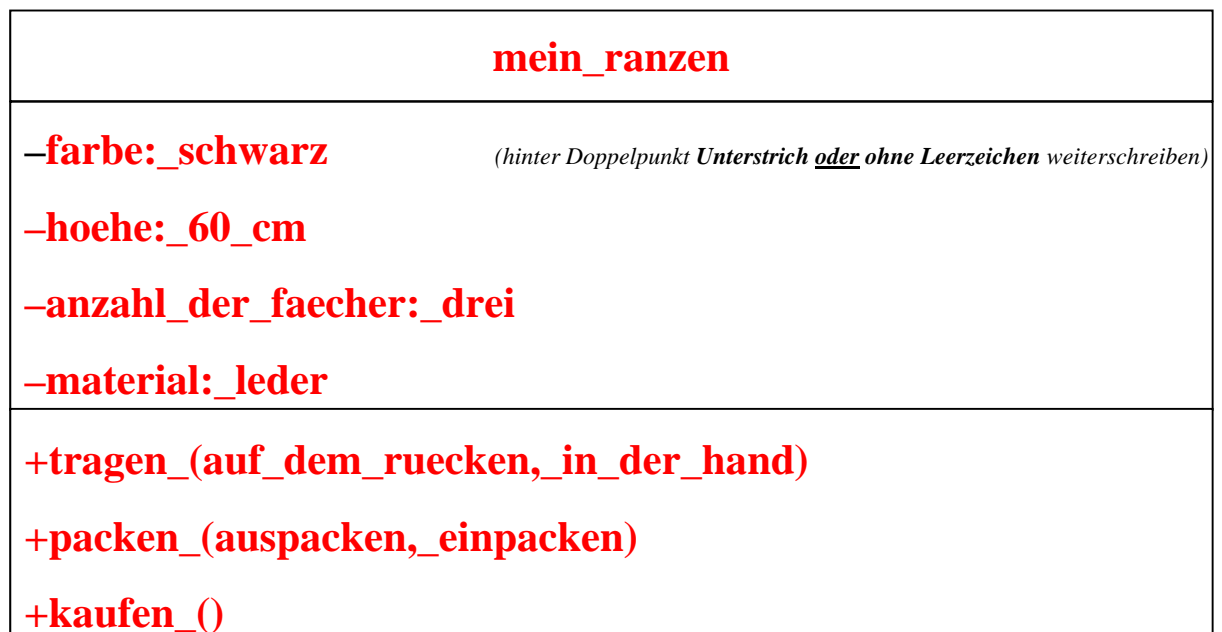 mein_ranzen
–farbe:_schwarz (hinter Doppelpunkt Unterstrich oder ohne Leerzeichen weiterschreiben)
–hoehe:_60_cm
–anzahl_der_faecher:_drei
–material:_leder
+tragen_(auf_dem_ruecken,_in_der_hand)
+packen_(auspacken,_einpacken)
+kaufen_()